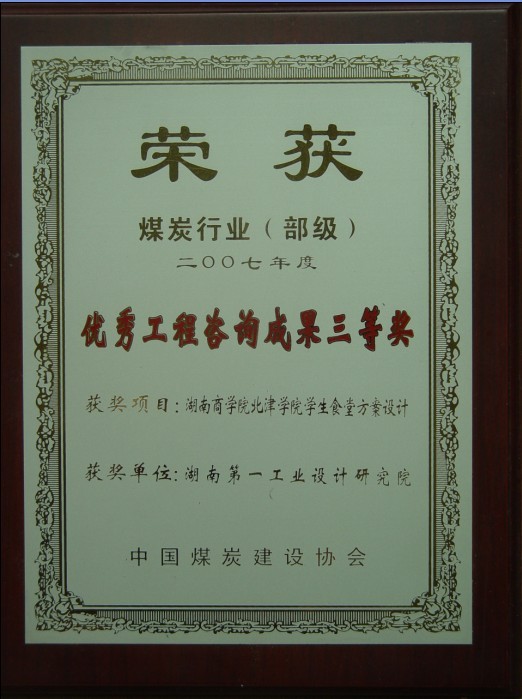 荣获
煤炭行业（部级）
二〇〇七年度
优秀工程咨询成果三等奖
获奖项目：湖南商学院北津学院学生食堂方案设计
获奖单位：湖南第一工业设计研究院
中国煤炭建设协会